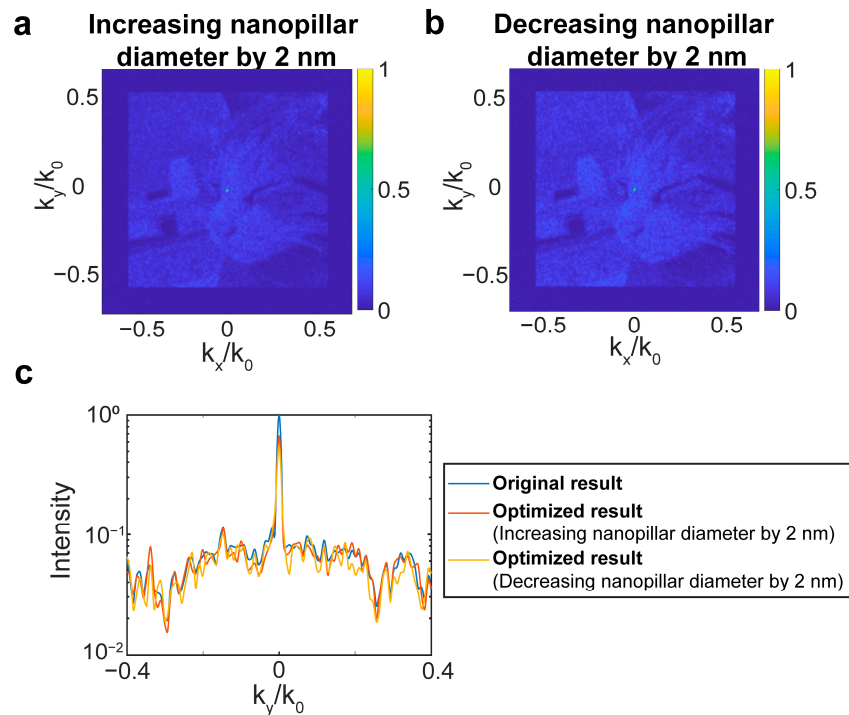 a
Increasing nanopillar
diameter by 2 nm
b
Decreasing nanopillar
diameter by 2 nm
0.5
0
−0.5
k_y/k_0
−0.5
0
0.5
k_x/k_0
1
0.5
0
0.5
0
−0.5
k_y/k_0
−0.5
0
0.5
k_x/k_0
1
0.5
0
c
10⁰
10⁻¹
10⁻²
Intensity
−0.4
0
0.4
k_y/k_0
Original result
Optimized result
(Increasing nanopillar diameter by 2 nm)
Optimized result
(Decreasing nanopillar diameter by 2 nm)